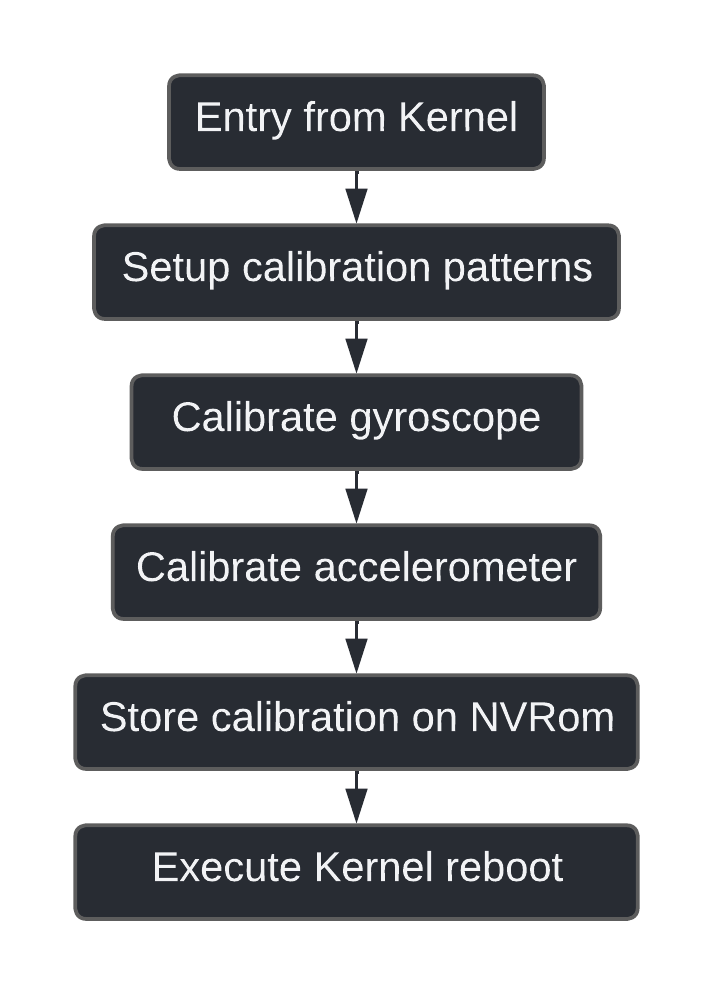 Entry from Kernel
Setup calibration patterns
Calibrate gyroscope
Calibrate accelerometer
Store calibration on NVRom
Execute Kernel reboot